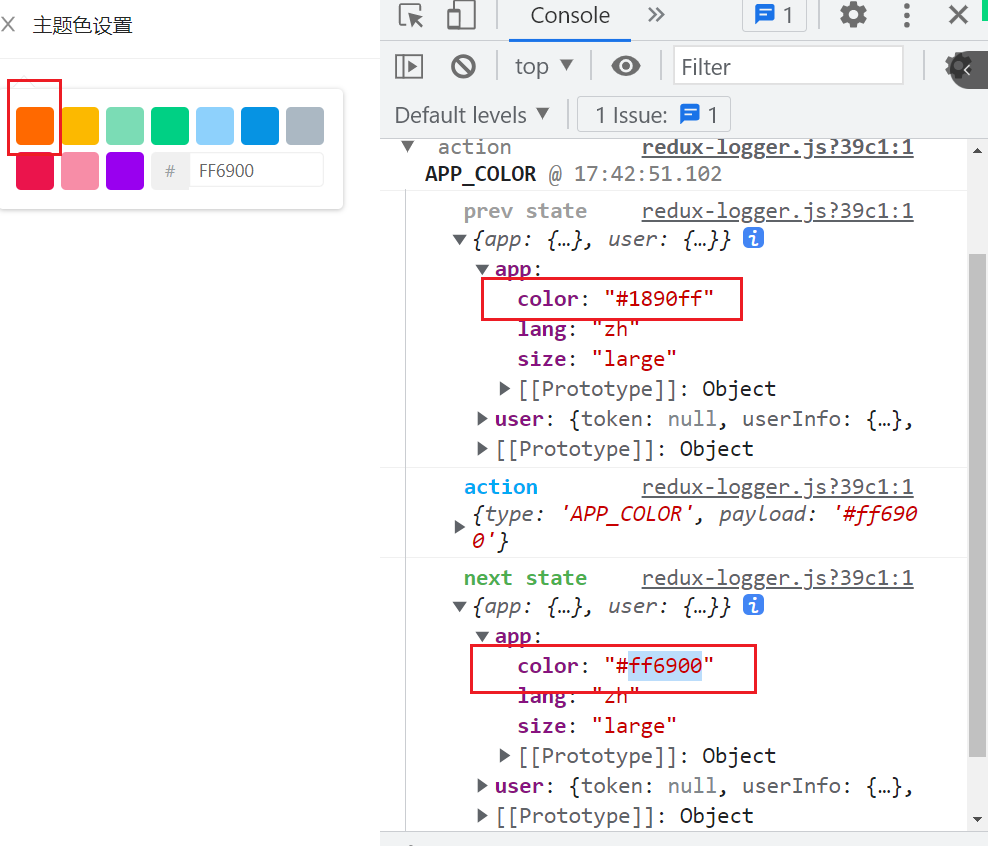 主题色设置
# FF6900
Console
1
top
Filter
Default levels
1 Issue: 1
action redux-logger.js?39c1:1
APP_COLOR @ 17:42:51.102
prev state redux-logger.js?39c1:1
{app: {…}, user: {…}}
app:
color: "#1890ff"
lang: "zh"
size: "large"
[[Prototype]]: Object
user: {token: null, userInfo: {…},
[[Prototype]]: Object
action redux-logger.js?39c1:1
{type: 'APP_COLOR', payload: '#ff690
0'}
next state redux-logger.js?39c1:1
{app: {…}, user: {…}}
app:
color: "#ff6900"
lang: "zh"
size: "large"
[[Prototype]]: Object
user: {token: null, userInfo: {…},
[[Prototype]]: Object